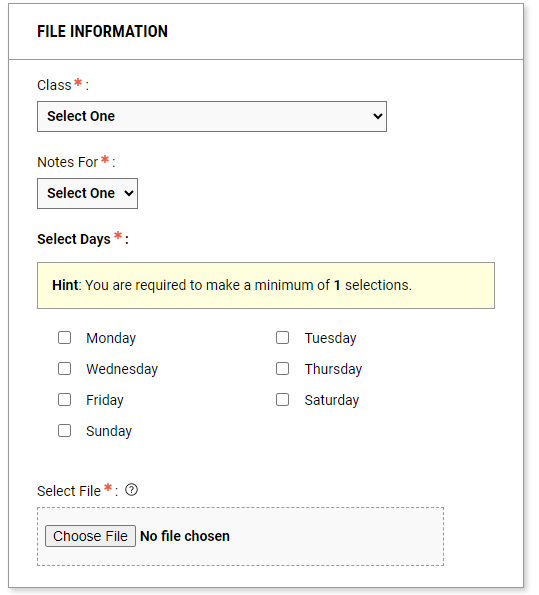 FILE INFORMATION
Class * :
Select One
Notes For * :
Select One
Select Days * :
Hint: You are required to make a minimum of 1 selections.
Monday Tuesday
Wednesday Thursday
Friday Saturday
Sunday
Select File * : ?
Choose File No file chosen